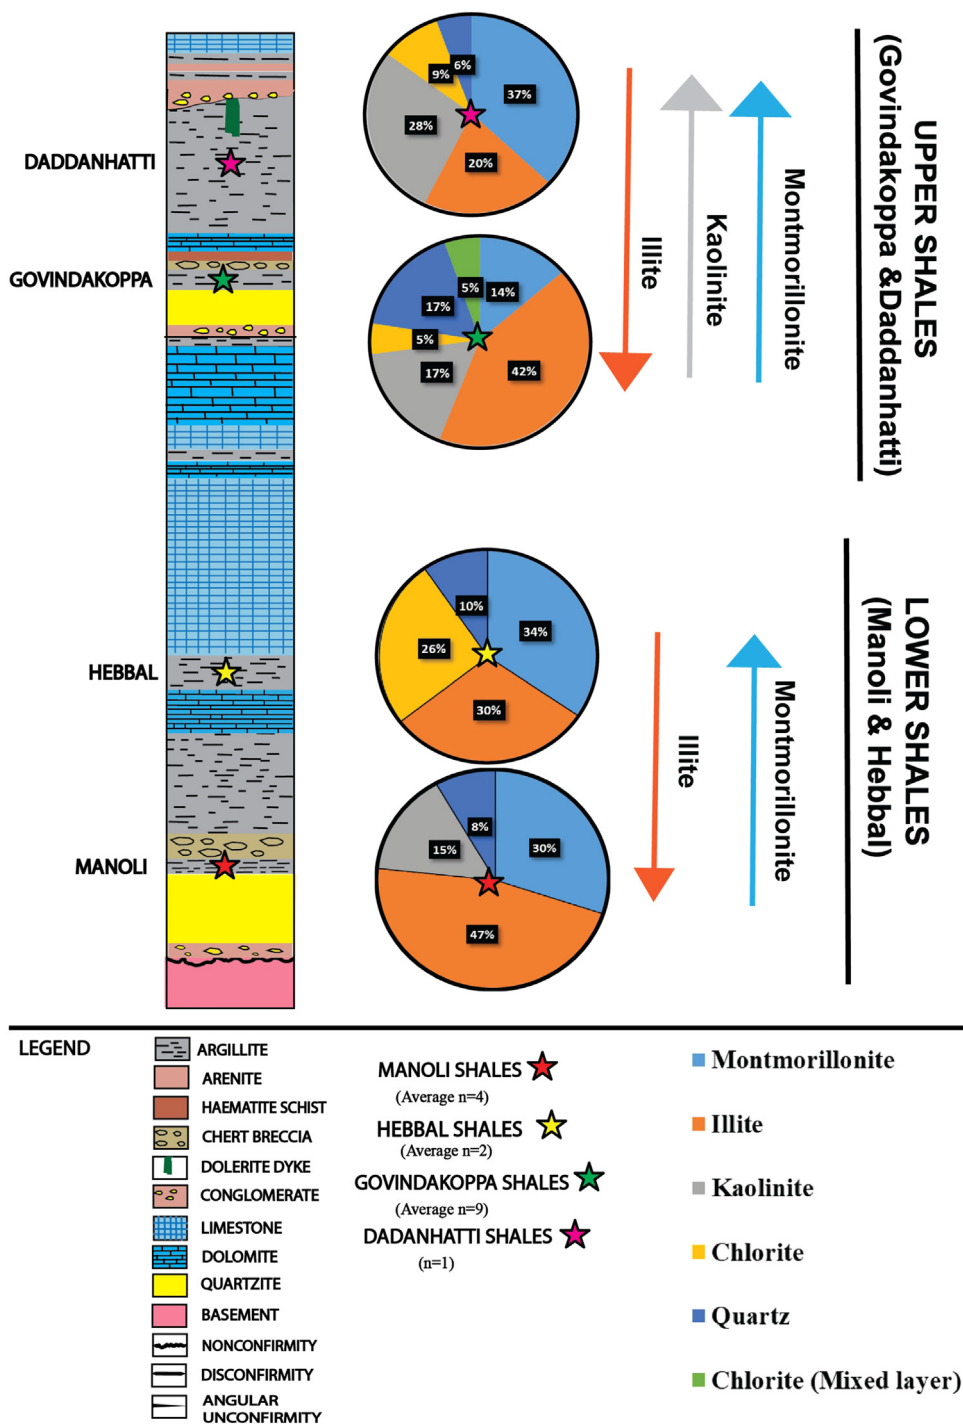 DADDANHATTI
GOVINDAKOPPA
HEBBAL
MANOLI
6%
9%
37%
28%
20%
5%
14%
17%
5%
17%
42%
10%
34%
26%
30%
8%
30%
15%
47%
Illite
Kaolinite
Montmorillonite
UPPER SHALES
(Govindakoppa &Daddanhatti)
Illite
Montmorillonite
LOWER SHALES
(Manoli & Hebbal)
LEGEND
ARGILLITE
ARENITE
HAEMATITE SCHIST
CHERT BRECCIA
DOLERITE DYKE
CONGLOMERATE
LIMESTONE
DOLOMITE
QUARTZITE
BASEMENT
NONCONFIRMITY
DISCONFIRMITY
ANGULAR
UNCONFIRMITY
MANOLI SHALES
(Average n=4)
HEBBAL SHALES
(Average n=2)
GOVINDAKOPPA SHALES
(Average n=9)
DADANHATTI SHALES
(n=1)
Montmorillonite
Illite
Kaolinite
Chlorite
Quartz
Chlorite (Mixed layer)